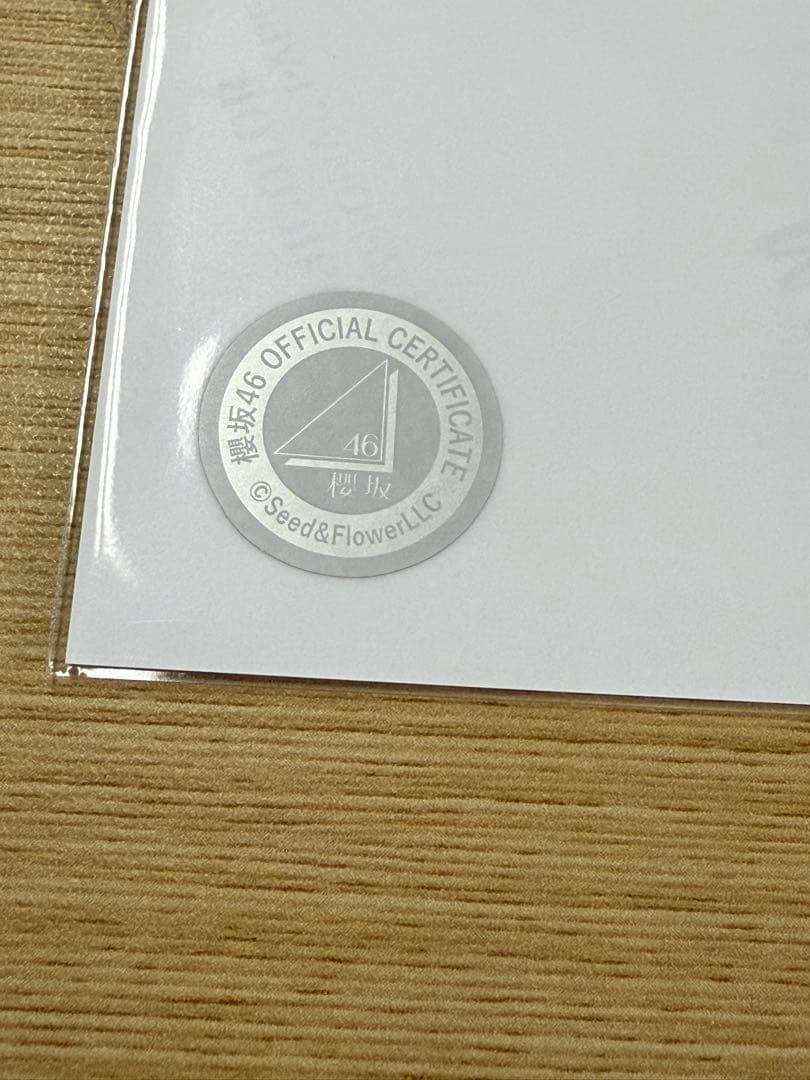 櫻坂46 OFFICIAL CERTIFICATE
46
櫻坂
©Seed&FlowerLLC